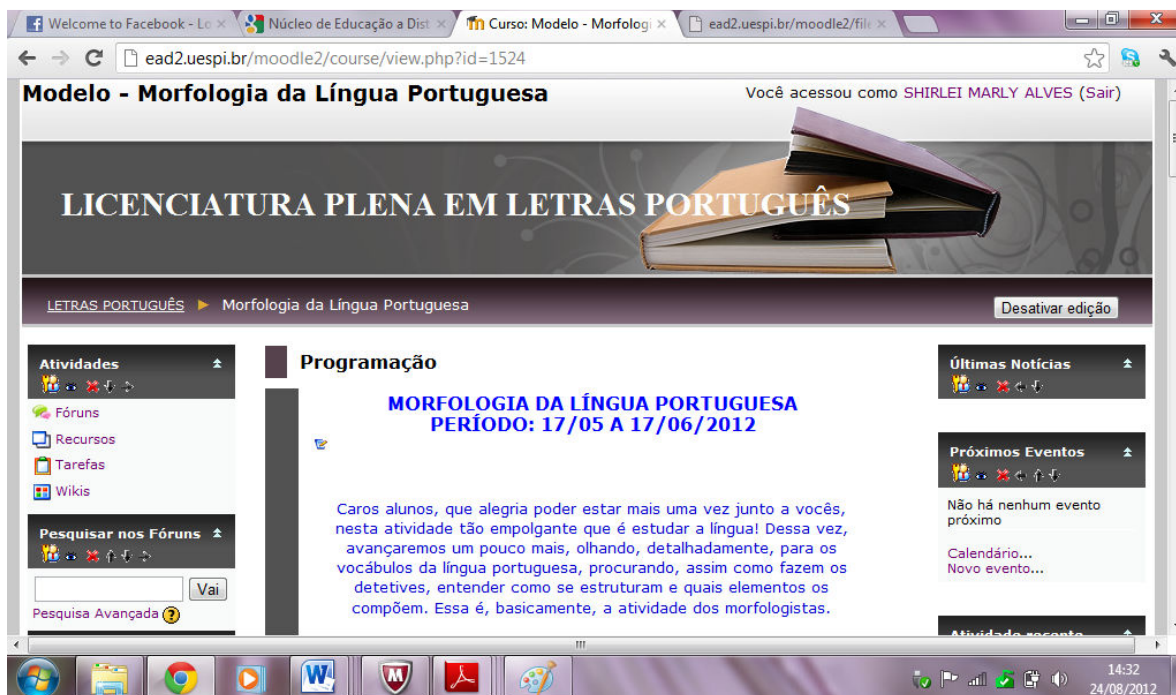 Welcome to Facebook - Lo
Núcleo de Educação a Dist
Curso: Modelo - Morfologi
ead2.uespi.br/moodle2/file
ead2.uespi.br/moodle2/course/view.php?id=1524
Modelo - Morfologia da Língua Portuguesa
Você acessou como SHIRLEI MARLY ALVES (Sair)
LICENCIATURA PLENA EM LETRAS PORTUGUÊS
LETRAS PORTUGUÊS ► Morfologia da Língua Portuguesa
Desativar edição
Atividades
Fóruns
Recursos
Tarefas
Wikis
Pesquisar nos Fóruns
Vai
Pesquisa Avançada
Programação
MORFOLOGIA DA LÍNGUA PORTUGUESA
PERÍODO: 17/05 A 17/06/2012
Caros alunos, que alegria poder estar mais uma vez junto a vocês,
nesta atividade tão empolgante que é estudar a língua! Dessa vez,
avançaremos um pouco mais, olhando, detalhadamente, para os
vocábulos da língua portuguesa, procurando, assim como fazem os
detetives, entender como se estruturam e quais elementos os
compõem. Essa é, basicamente, a atividade dos morfologistas.
Últimas Notícias
Próximos Eventos
Não há nenhum evento
próximo
Calendário...
Novo evento...
Atividade recente
14:32
24/08/2012